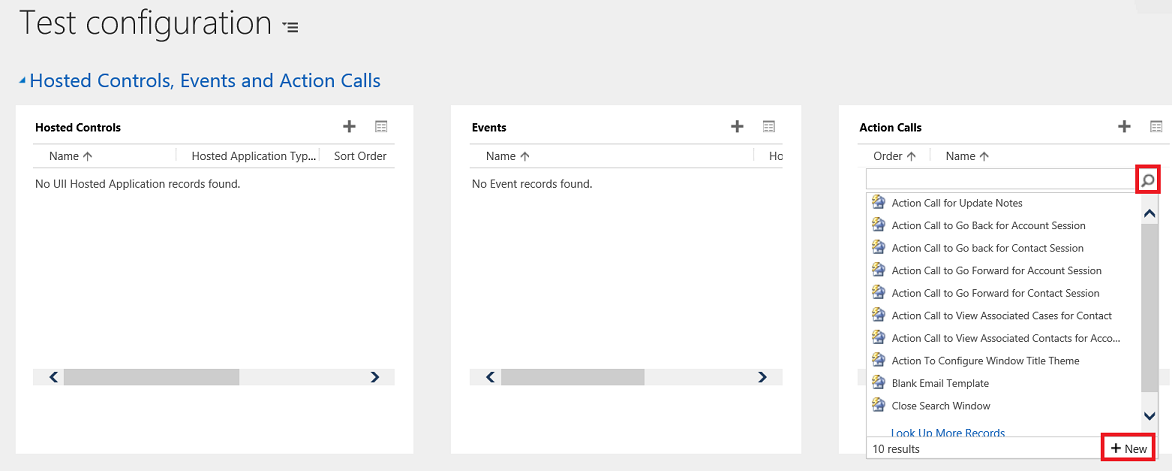 Test configuration
Hosted Controls, Events and Action Calls
Hosted Controls
Name Hosted Application Typ... Sort Order
No UII Hosted Application records found.
Events
Name Ho
No Event records found.
Action Calls
Order Name
Action Call for Update Notes
Action Call to Go Back for Account Session
Action Call to Go back for Contact Session
Action Call to Go Forward for Account Session
Action Call to Go Forward for Contact Session
Action Call to View Associated Cases for Contact
Action Call to View Associated Contacts for Acco...
Action To Configure Window Title Theme
Blank Email Template
Close Search Window
Look Up More Records
10 results + New